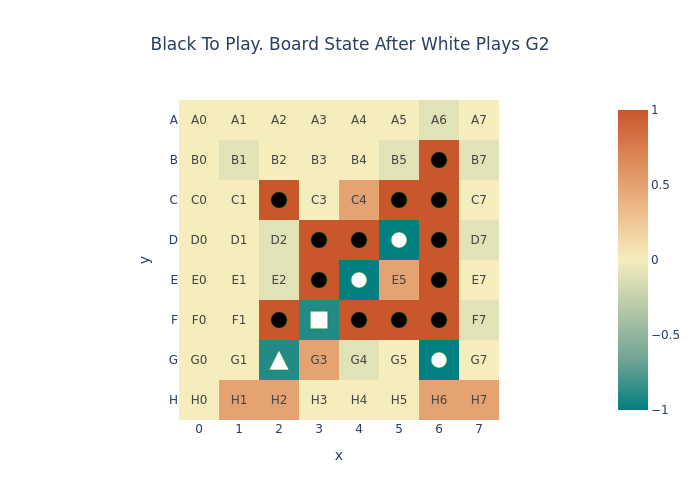 Black To Play. Board State After White Plays G2
A A0 A1 A2 A3 A4 A5 A6 A7
B B0 B1 B2 B3 B4 B5 B7
C C0 C1 C3 C4 C7
D D0 D1 D2 D7
E E0 E1 E2 E5 E7
F F0 F1 F7
G G0 G1 G3 G4 G5 G7
H H0 H1 H2 H3 H4 H5 H6 H7
0 1 2 3 4 5 6 7
x
y
1
0.5
0
−0.5
−1